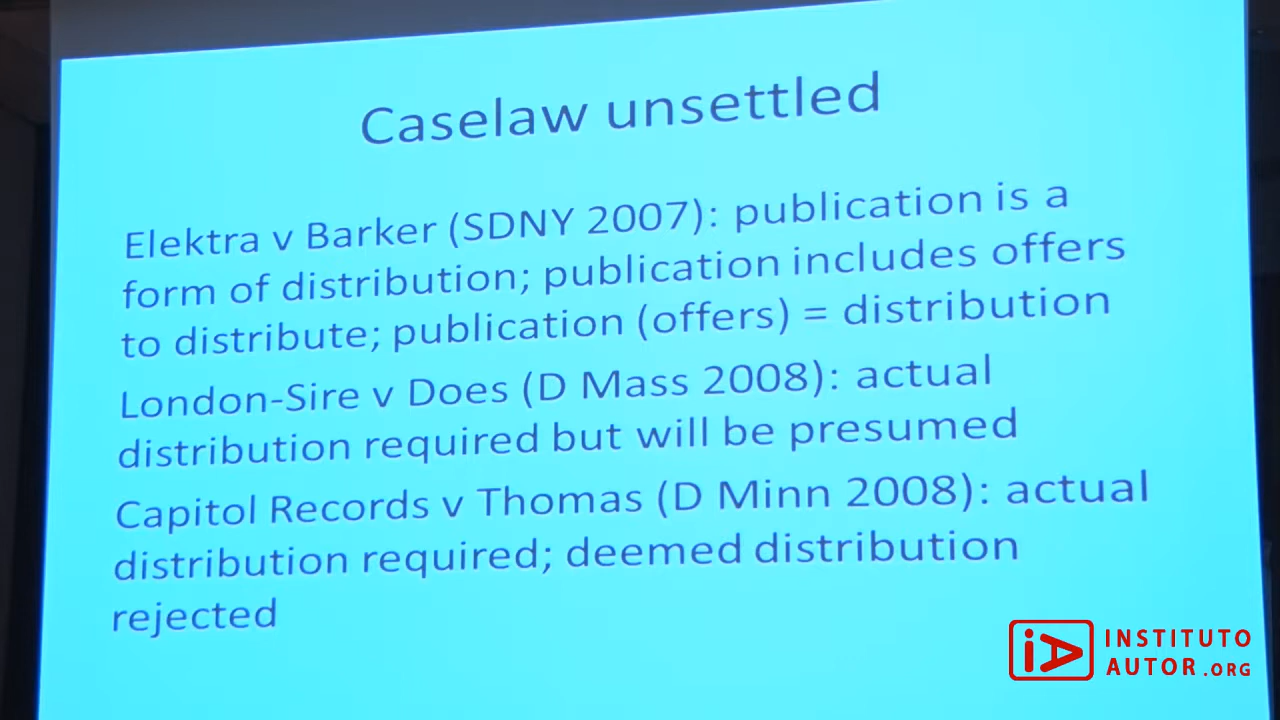 Caselaw unsettled
Elektra v Barker (SDNY 2007): publication is a
form of distribution; publication includes offers
to distribute; publication (offers) = distribution
London-Sire v Does (D Mass 2008): actual
distribution required but will be presumed
Capitol Records v Thomas (D Minn 2008): actual
distribution required; deemed distribution
rejected
iA INSTITUTO
AUTOR.ORG